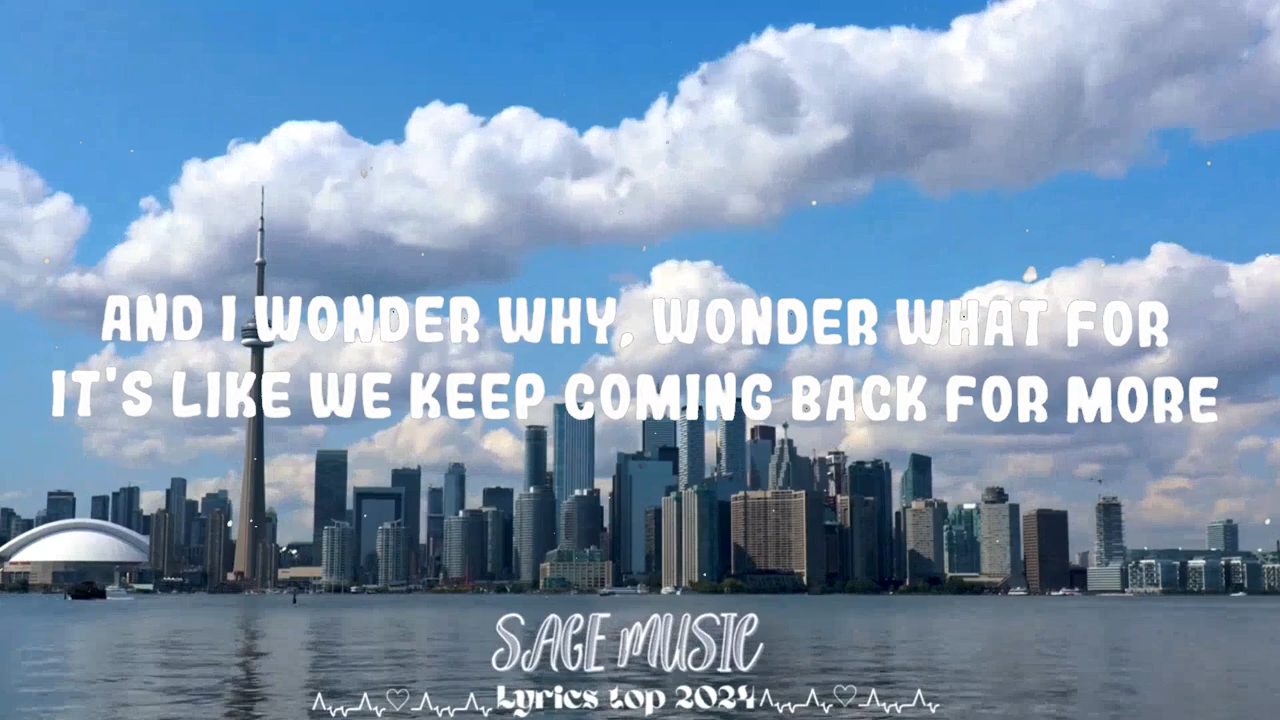 AND I WONDER WHY, WONDER WHAT FOR
IT'S LIKE WE KEEP COMING BACK FOR MORE
SAGE MUSIC
Lyrics top 2024